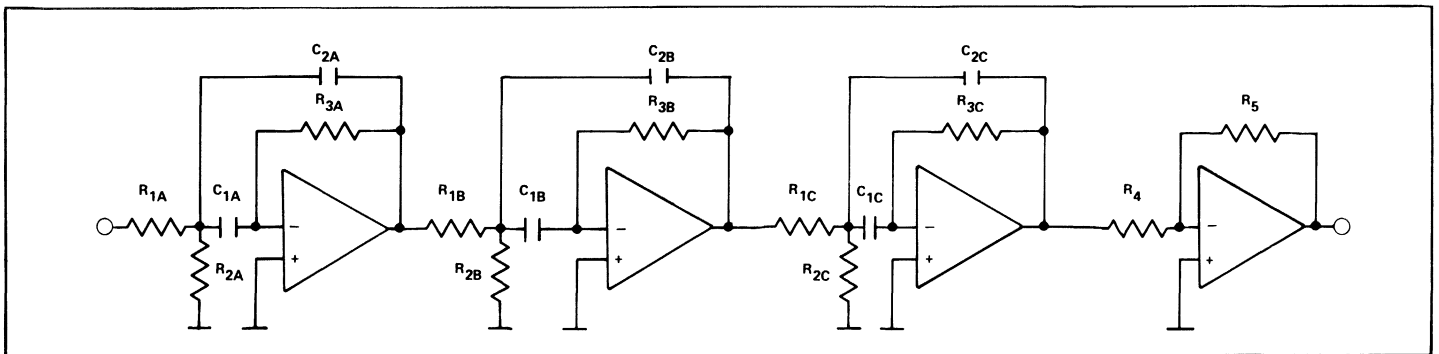 C2A
R3A
R1A
C1A
R2A
−
+
C2B
R3B
R1B
C1B
R2B
−
+
C2C
R3C
R1C
C1C
R2C
−
+
R5
R4
−
+